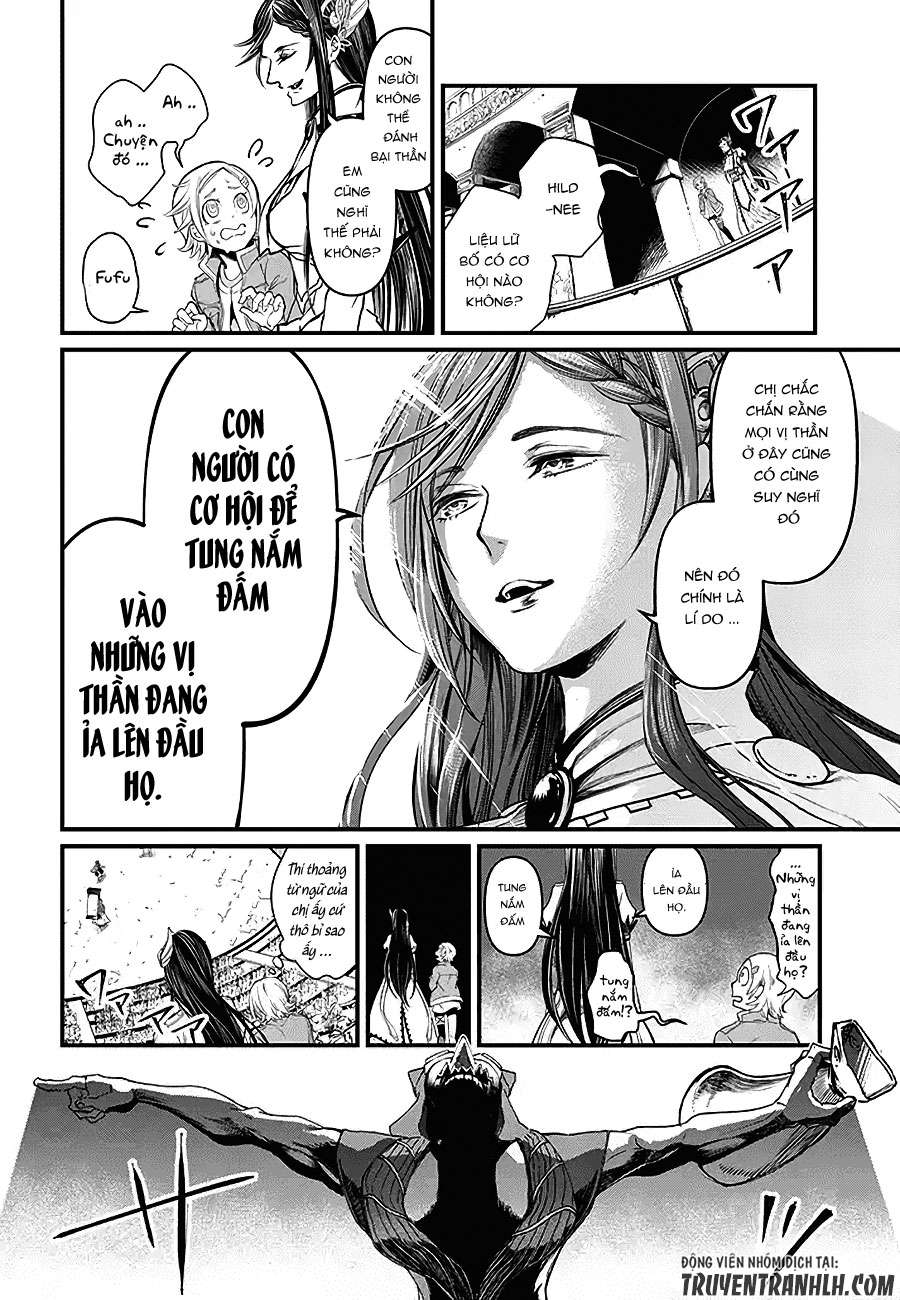 HILD
-NEE
LIỆU LỮ
BỐ CÓ CƠ
HỘI NÀO
KHÔNG?
CON
NGƯỜI
KHÔNG
THỂ
ĐÁNH
BẠI THẦN
EM
CŨNG
NGHĨ
THẾ PHẢI
KHÔNG?
Ah ..
ah ..
Chuyện
đó ...
Fufu
CHỊ CHẮC
CHẮN RẰNG
MỌI VỊ THẦN
Ở ĐÂY CŨNG
CÓ CÙNG
SUY NGHĨ
ĐÓ
NÊN ĐÓ
CHÍNH LÀ
LÍ DO ...
CON
NGƯỜI CÓ
CƠ HỘI ĐỂ
TUNG NẮM
ĐẤM
VÀO
NHỮNG VỊ
THẦN ĐANG
ỈA LÊN ĐẦU
HỌ.
...
Những
vị
thần
đang
ỉa lên
đầu
họ?
ỈA
LÊN ĐẦU
HỌ.
tung
nắm
đấm!?
TUNG
NẮM
ĐẤM
Thi thoảng
từ ngữ của
chị ấy cứ
thô bỉ sao
ấy ...
ĐỘNG VIÊN NHÓM DỊCH TẠI:
TRUYENTRANHLH.COM